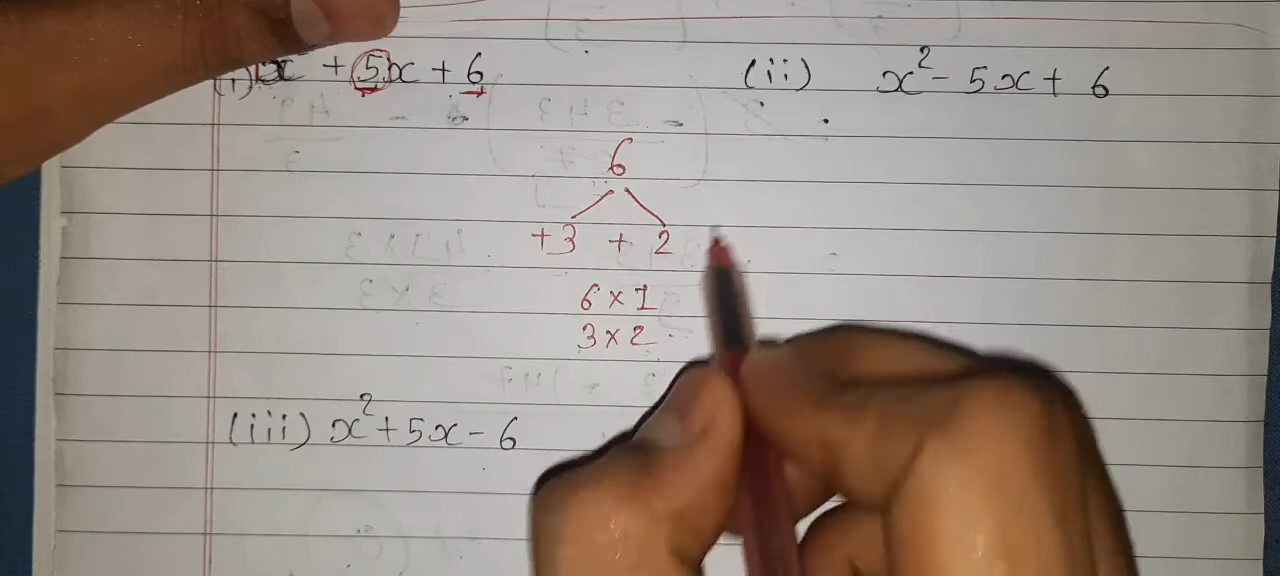 (i) x + 5x + 6
(ii) x² - 5x + 6
6
+3 + 2
6 × 1
3 × 2
(iii) x² + 5x - 6